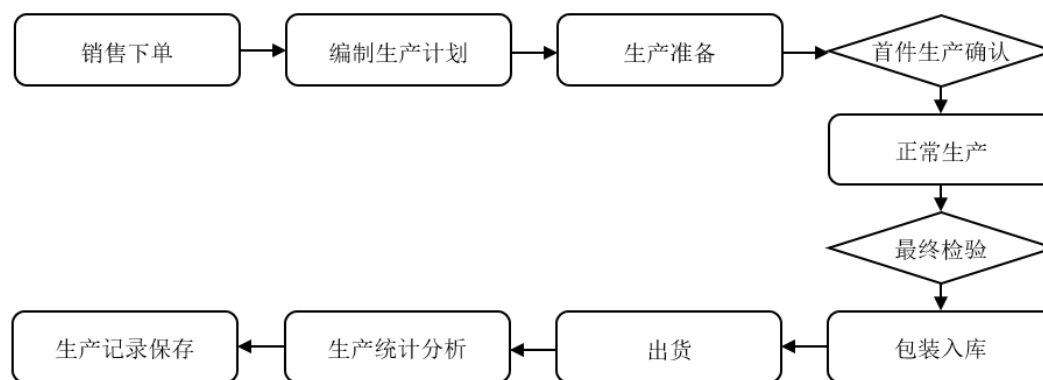 销售下单
编制生产计划
生产准备
首件生产确认
正常生产
最终检验
包装入库
出货
生产统计分析
生产记录保存